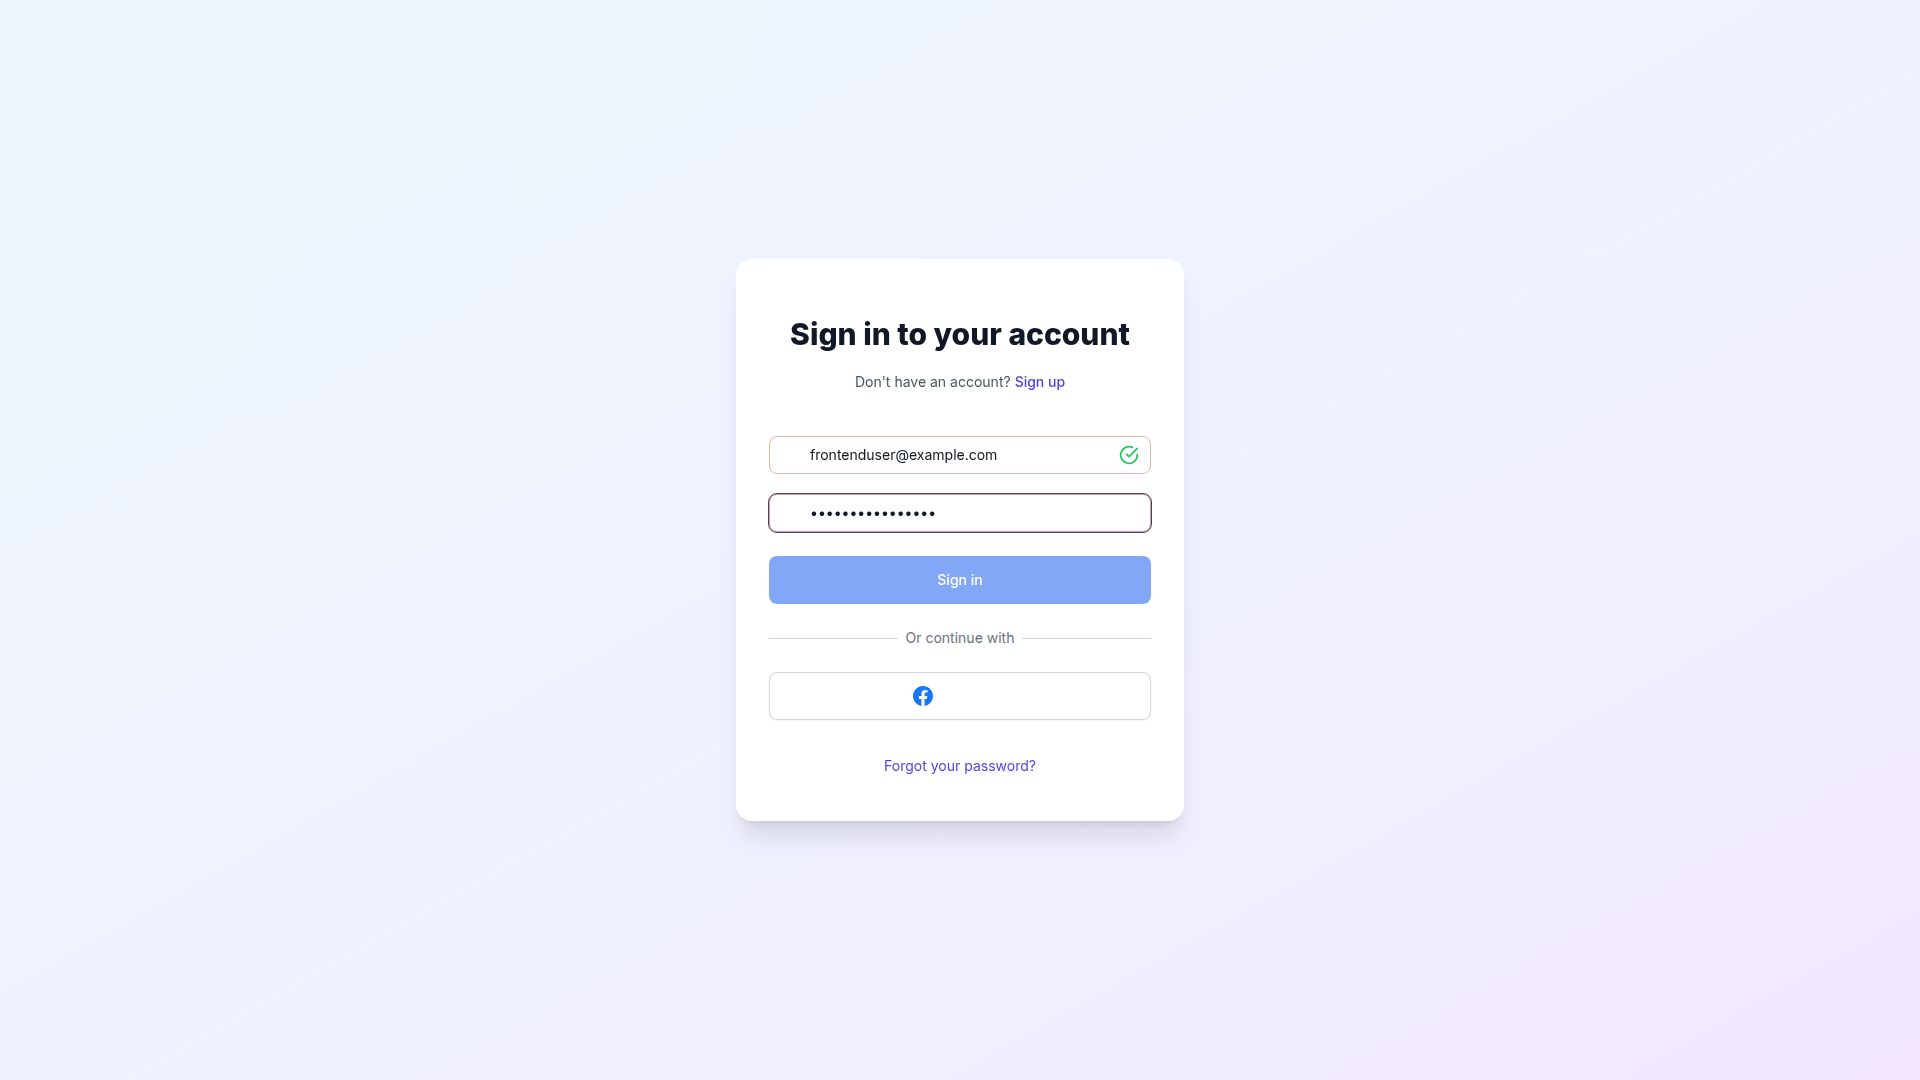 Sign in to your account
Don't have an account? Sign up
frontenduser@example.com
••••••••••••••••
Sign in
Or continue with
Forgot your password?